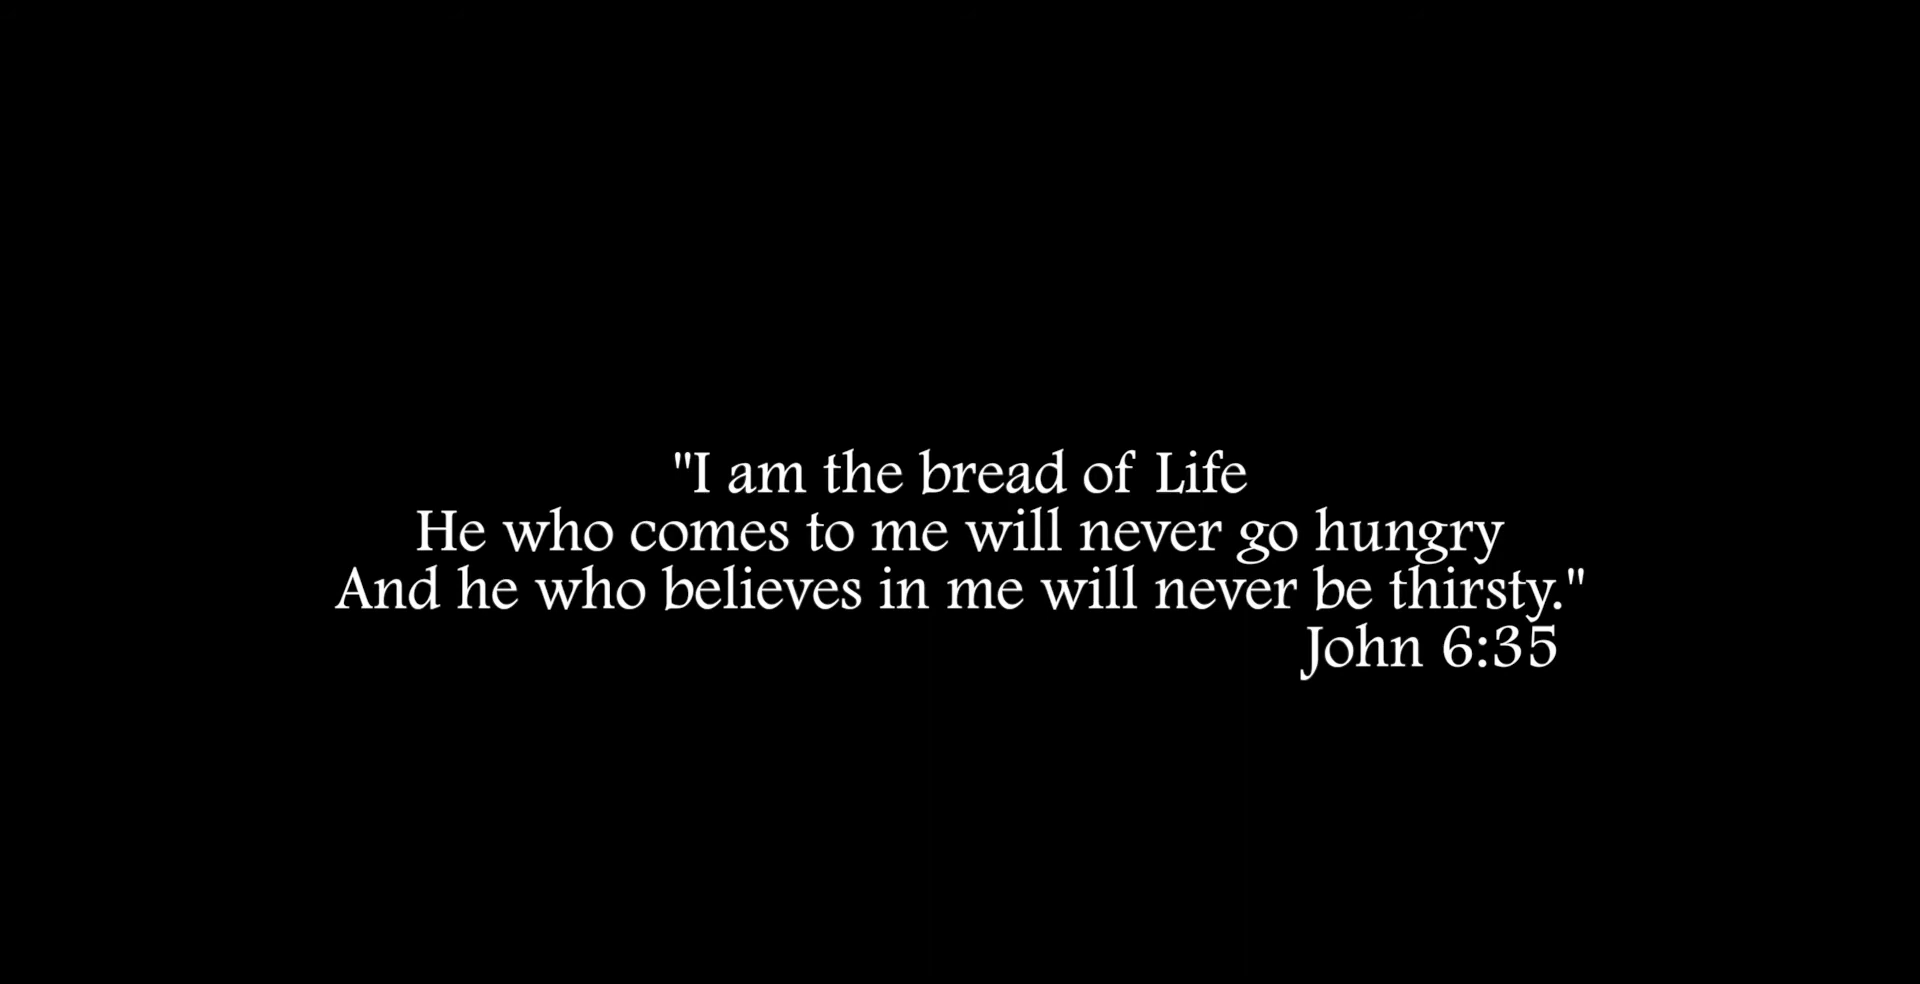 "I am the bread of Life
He who comes to me will never go hungry
And he who believes in me will never be thirsty."
John 6:35